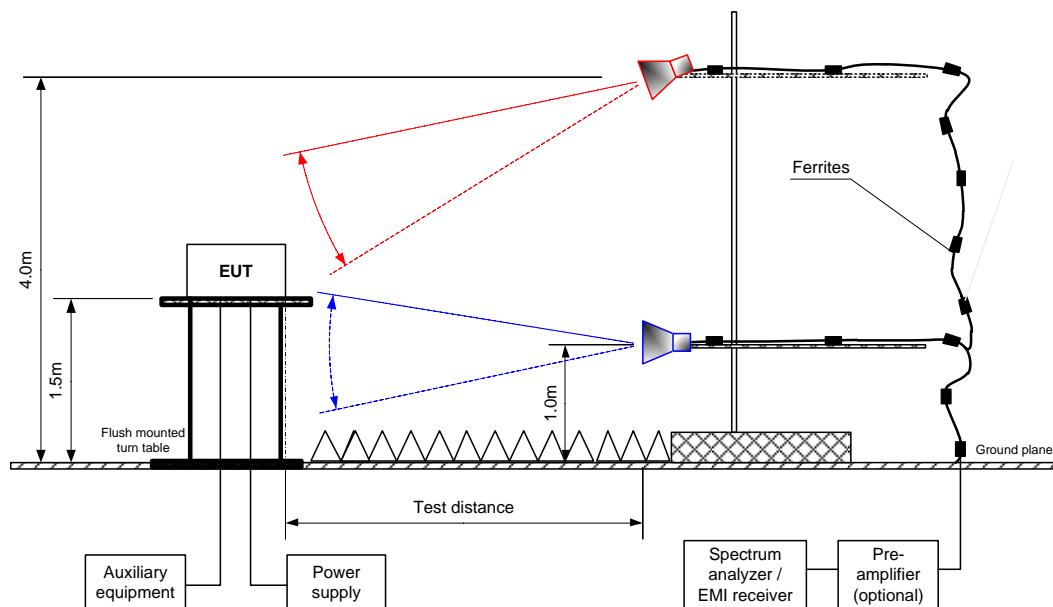 4.0m
Ferrites
EUT
1.5m
1.0m
Flush mounted
turn table
Ground plane
Test distance
Auxiliary
equipment
Power
supply
Spectrum
analyzer /
EMI receiver
Pre-
amplifier
(optional)